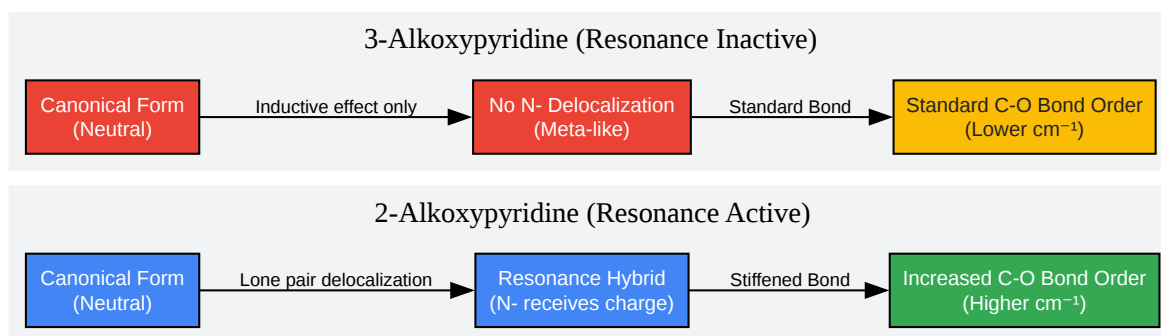 3-Alkoxypyridine (Resonance Inactive)
Canonical Form
(Neutral)
Inductive effect only
No N- Delocalization
(Meta-like)
Standard Bond
Standard C-O Bond Order
(Lower cm⁻¹)
2-Alkoxypyridine (Resonance Active)
Canonical Form
(Neutral)
Lone pair delocalization
Resonance Hybrid
(N- receives charge)
Stiffened Bond
Increased C-O Bond Order
(Higher cm⁻¹)